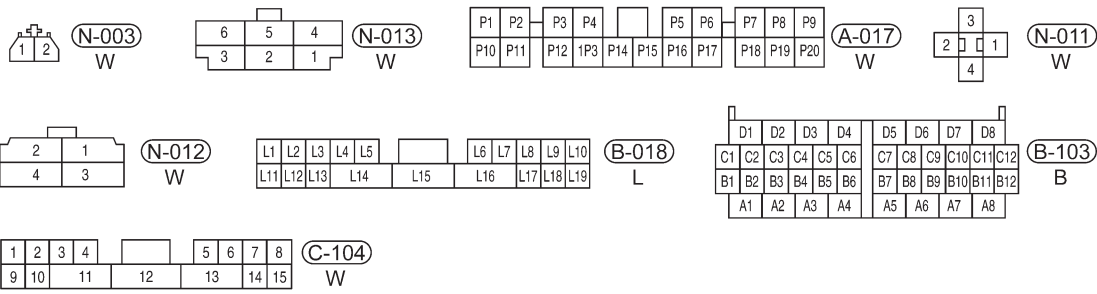 1 2 N-003 W
6 5 4
3 2 1
N-013 W
P1 P2 P3 P4 P5 P6 P7 P8 P9
P10 P11 P12 1P3 P14 P15 P16 P17 P18 P19 P20
A-017 W
3
2 1
4
N-011 W
2 1
4 3
N-012 W
L1 L2 L3 L4 L5 L6 L7 L8 L9 L10
L11 L12 L13 L14 L15 L16 L17 L18 L19
B-018 L
D1 D2 D3 D4 D5 D6 D7 D8
C1 C2 C3 C4 C5 C6 C7 C8 C9 C10 C11 C12
B1 B2 B3 B4 B5 B6 B7 B8 B9 B10 B11 B12
A1 A2 A3 A4 A5 A6 A7 A8
B-103 B
1 2 3 4 5 6 7 8
9 10 11 12 13 14 15
C-104 W